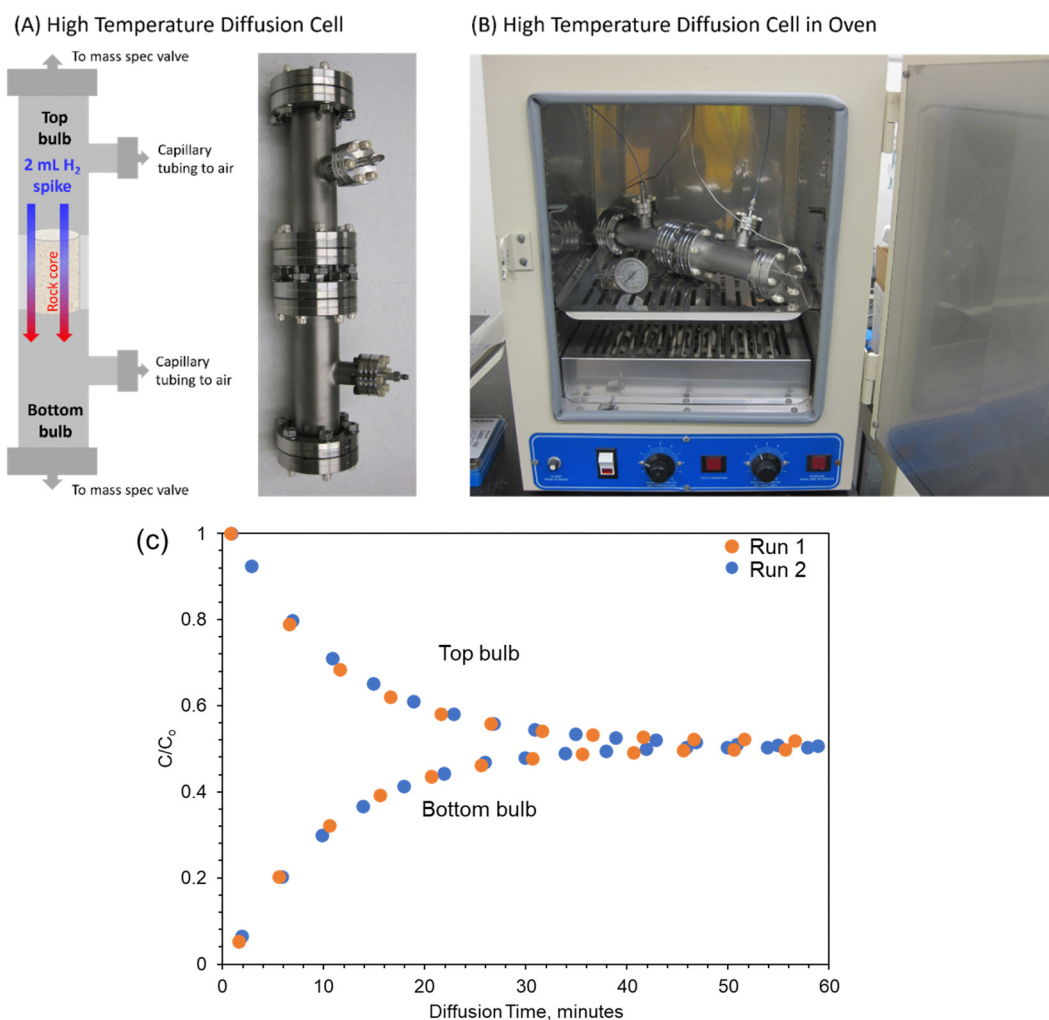 (A) High Temperature Diffusion Cell
(B) High Temperature Diffusion Cell in Oven
To mass spec valve
Top
bulb
2 mL H₂
spike
Capillary
tubing to air
Rock core
Capillary
tubing to air
Bottom
bulb
To mass spec valve
(c)
Run 1
Run 2
Top bulb
Bottom bulb
C/Cₒ
1
0.8
0.6
0.4
0.2
0
0 10 20 30 40 50 60
Diffusion Time, minutes